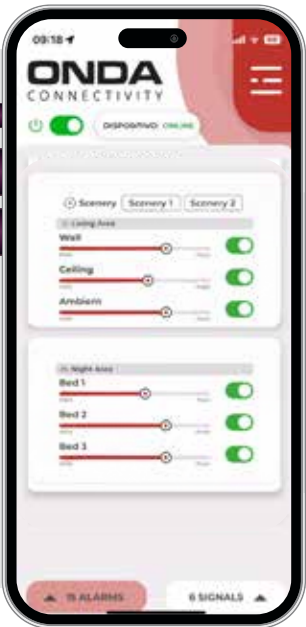 09:18
ONDA
CONNECTIVITY
DISPOSITIVO ONLINE
Scenery Scenery 1 Scenery 2
Living Area
Wall
Ceiling
Ambient
Night Area
Bed 1
Bed 2
Bed 3
15 ALARMS 6 SIGNALS